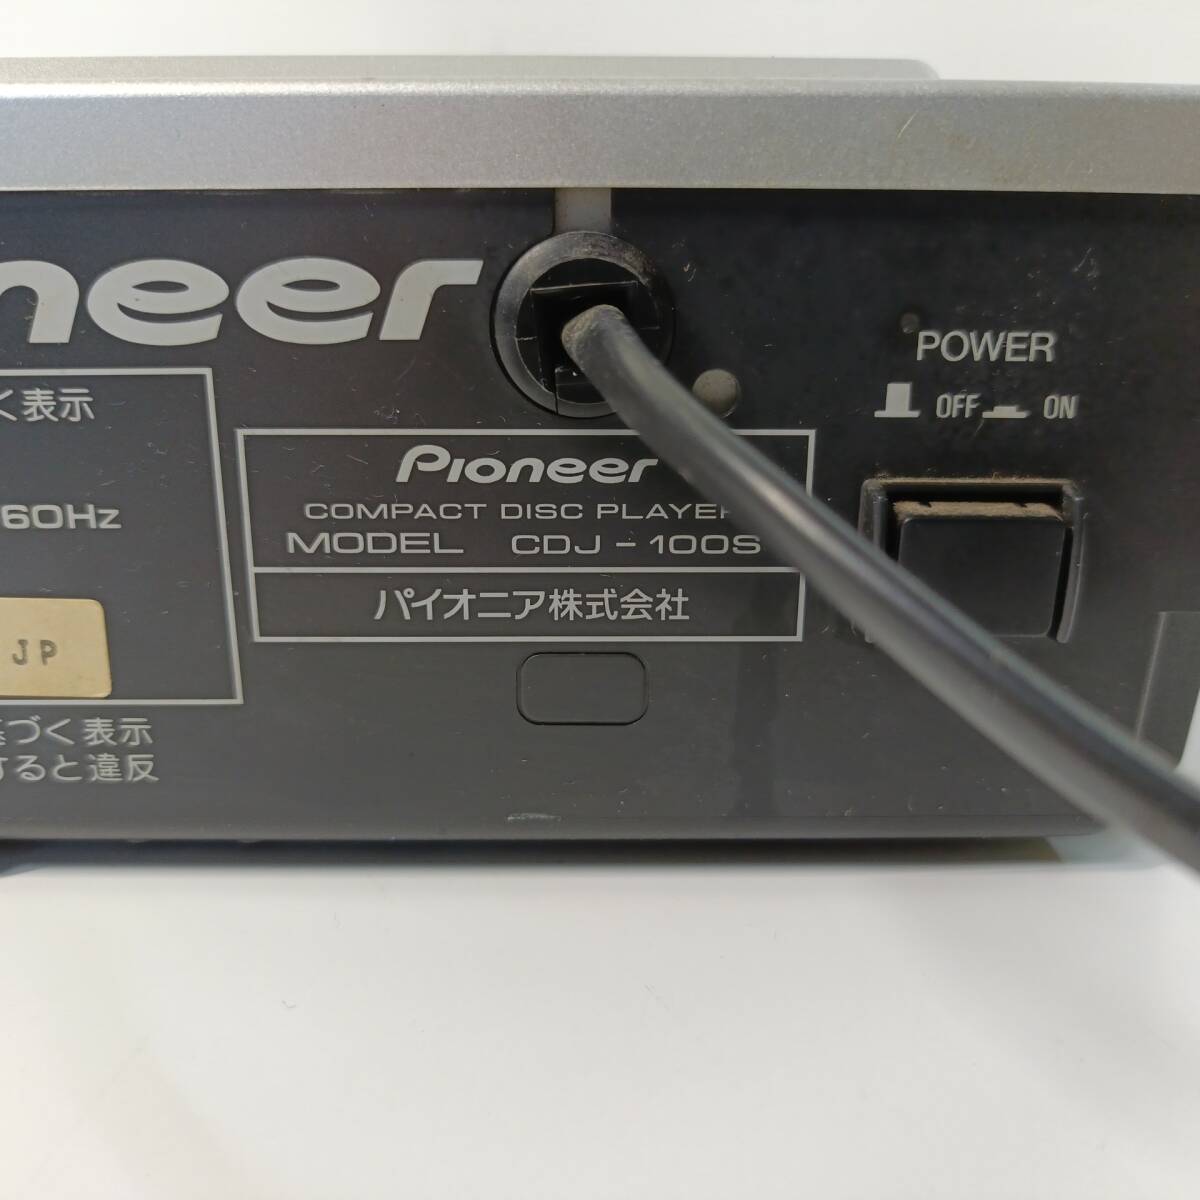 neer
く表示
60Hz
JP
づく表示
すると違反
Pioneer
COMPACT DISC PLAYER
MODEL CDJ-100S
パイオニア株式会社
POWER
OFF ON